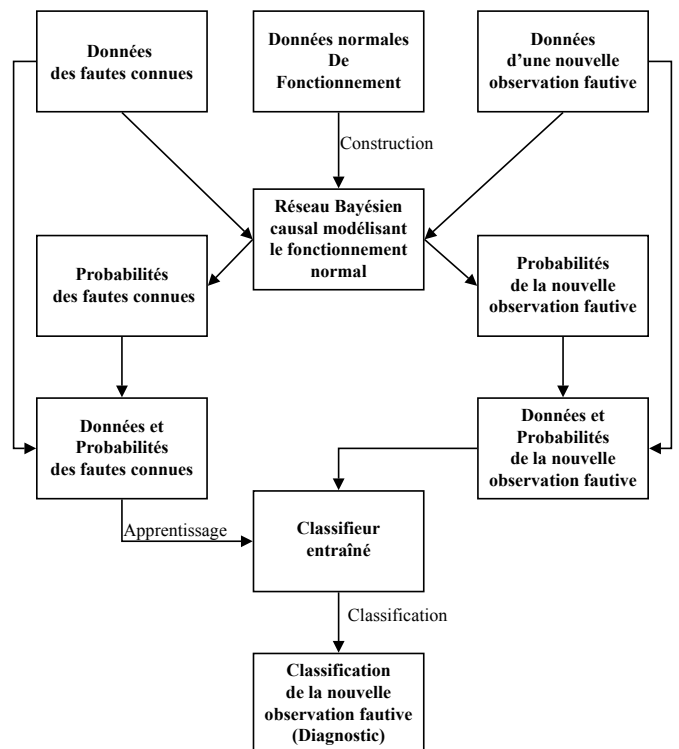 Données
des fautes connues
Données normales
De
Fonctionnement
Données
d'une nouvelle
observation fautive
Construction
Réseau Bayésien
causal modélisant
le fonctionnement
normal
Probabilités
des fautes connues
Probabilités
de la nouvelle
observation fautive
Données et
Probabilités
des fautes connues
Données et
Probabilités
de la nouvelle
observation fautive
Apprentissage
Classifieur
entraîné
Classification
Classification
de la nouvelle
observation fautive
(Diagnostic)